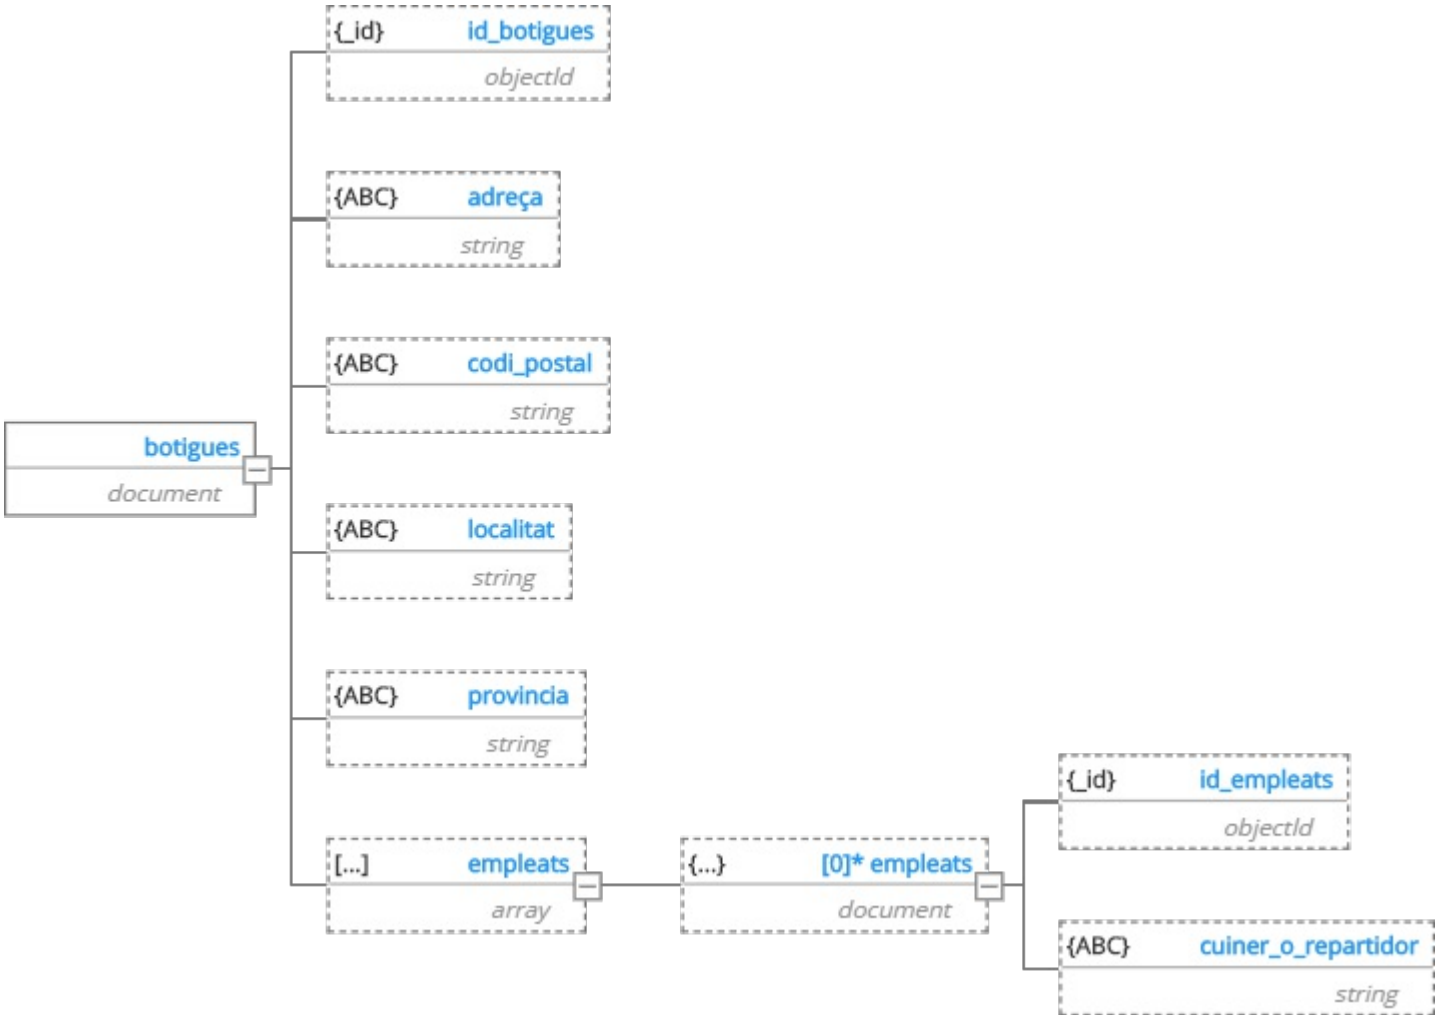 {_id} id_botigues
objectId
{ABC} adreça
string
{ABC} codi_postal
string
botigues
document
{ABC} localitat
string
{ABC} provincia
string
[...] empleats
array
{...} [0]* empleats
document
{_id} id_empleats
objectId
{ABC} cuiner_o_repartidor
string